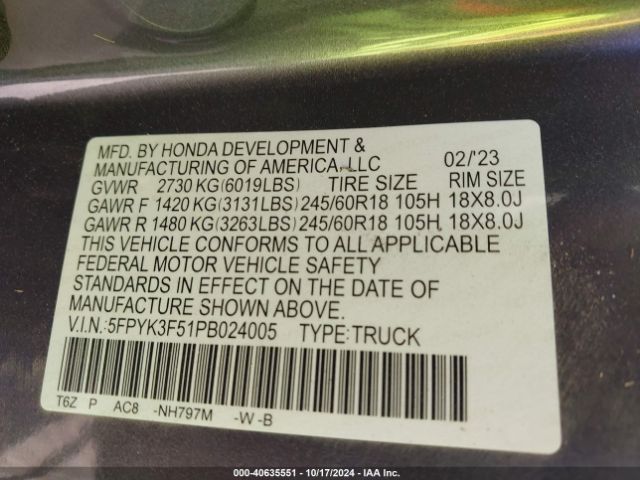 MFD. BY HONDA DEVELOPMENT &
MANUFACTURING OF AMERICA, LLC 02/'23
GVWR 2730 KG(6019LBS) TIRE SIZE RIM SIZE
GAWR F 1420 KG(3131LBS) 245/60R18 105H 18X8.0J
GAWR R 1480 KG(3263LBS) 245/60R18 105H 18X8.0J
THIS VEHICLE CONFORMS TO ALL APPLICABLE
FEDERAL MOTOR VEHICLE SAFETY
STANDARDS IN EFFECT ON THE DATE OF
MANUFACTURE SHOWN ABOVE.
V.I.N.:5FPYK3F51PB024005 TYPE:TRUCK
T6Z P AC8 -NH797M -W-B
000-40635551 | 10/17/2024 - IAA Inc.